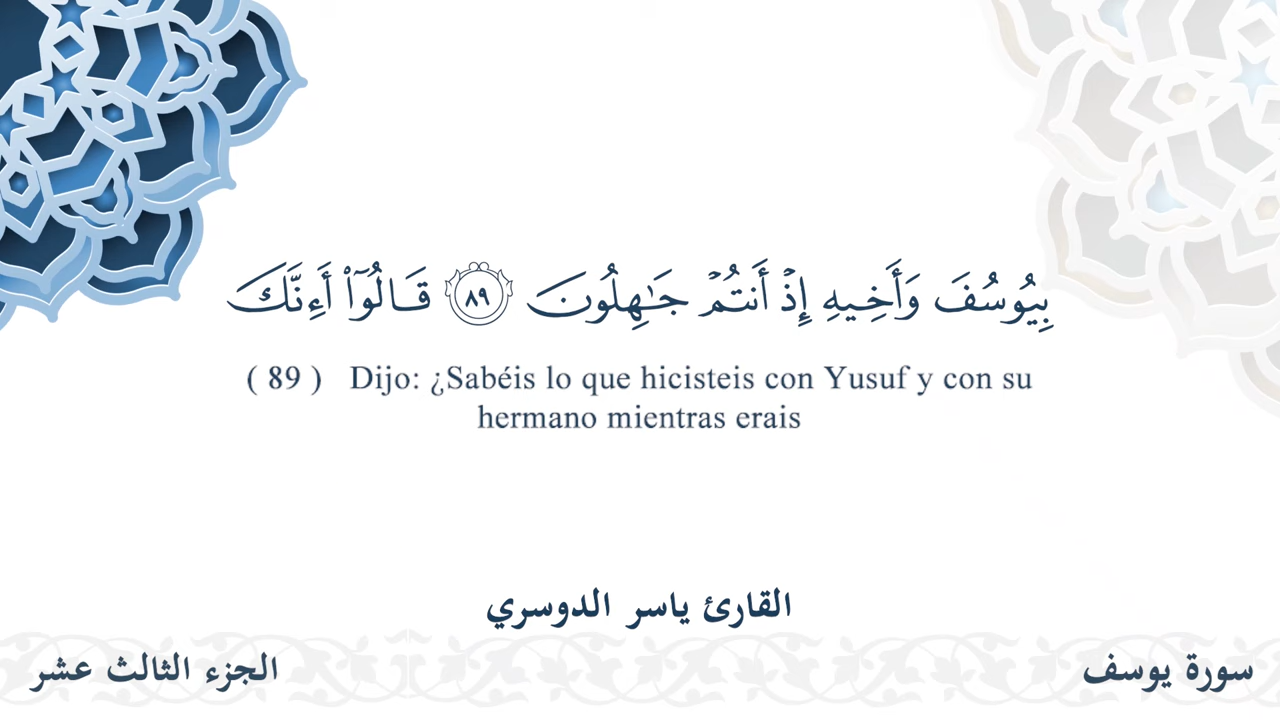 بِيُوسُفَ وَأَخِيهِ إِذْ أَنتُمْ جَٰهِلُونَ ٨٩ قَالُوٓا۟ أَءِنَّكَ
( 89 ) Dijo: ¿Sabéis lo que hicisteis con Yusuf y con su
hermano mientras erais
القارئ ياسر الدوسري
سورة يوسف
الجزء الثالث عشر